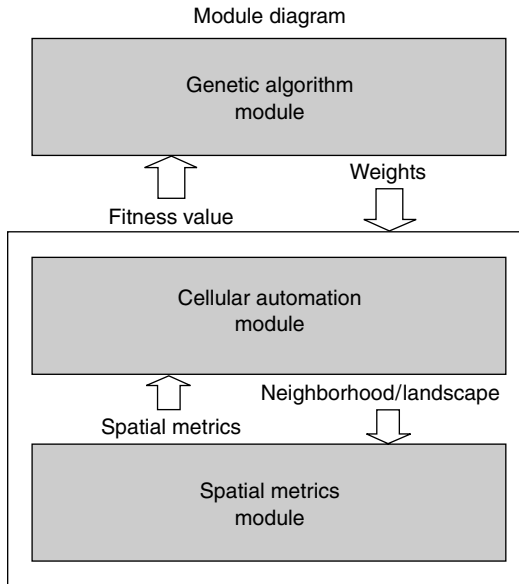 Module diagram
Genetic algorithm
module
Weights
Fitness value
Cellular automation
module
Neighborhood/landscape
Spatial metrics
Spatial metrics
module